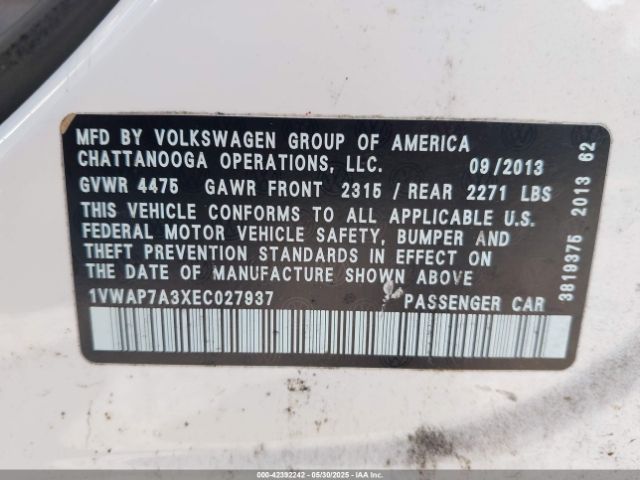 MFD BY VOLKSWAGEN GROUP OF AMERICA
CHATTANOOGA OPERATIONS, LLC. 09/2013
GVWR 4475 GAWR FRONT 2315 / REAR 2271 LBS
THIS VEHICLE CONFORMS TO ALL APPLICABLE U.S.
FEDERAL MOTOR VEHICLE SAFETY, BUMPER AND
THEFT PREVENTION STANDARDS IN EFFECT ON
THE DATE OF MANUFACTURE SHOWN ABOVE
1VWAP7A3XEC027937 PASSENGER CAR
3819375 2013 62
000-42392242 - 05/30/2025 - IAA, Inc.